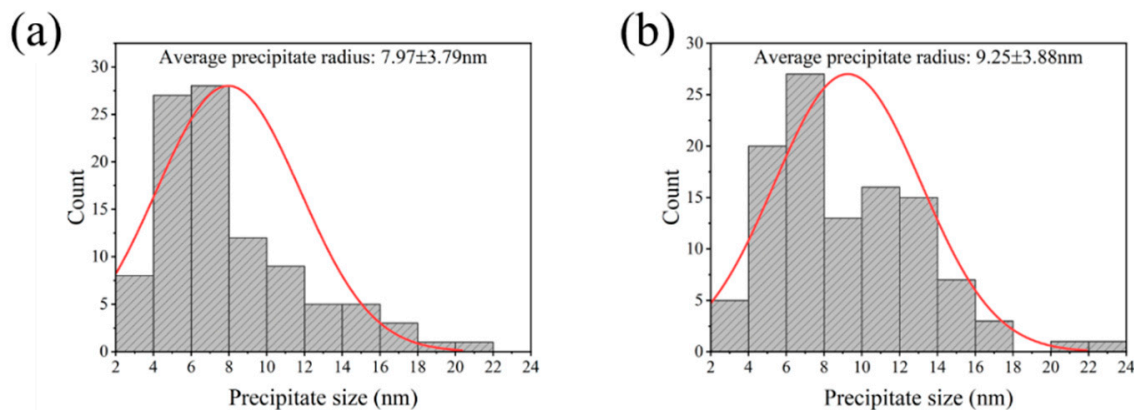 (a)
Average precipitate radius: 7.97±3.79nm
30
25
20
15
10
5
0
Count
2 4 6 8 10 12 14 16 18 20 22 24
Precipitate size (nm)
(b)
Average precipitate radius: 9.25±3.88nm
30
25
20
15
10
5
0
Count
2 4 6 8 10 12 14 16 18 20 22 24
Precipitate size (nm)